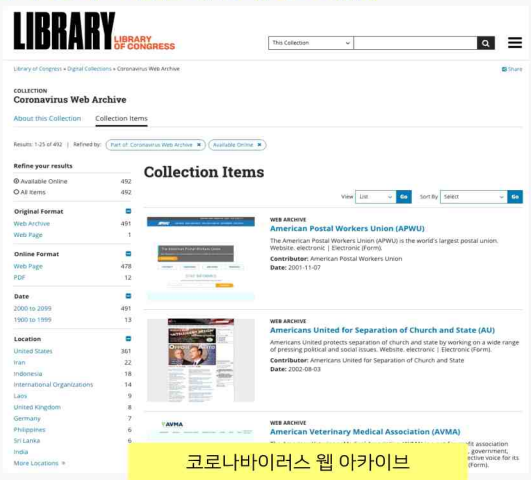 LIBRARY
LIBRARY
OF CONGRESS
This Collection
Library of Congress » Digital Collections » Coronavirus Web Archive
Share
COLLECTION
Coronavirus Web Archive
About this Collection Collection Items
Results: 1-25 of 492 | Refined by: Part of: Coronavirus Web Archive Available Online
Refine your results
Available Online 492
All Items 492
Original Format
Web Archive 491
Web Page 1
Online Format
Web Page 478
PDF 12
Date
2000 to 2099 491
1900 to 1999 13
Location
United States 361
Iran 22
Indonesia 18
International Organizations 14
Laos 9
United Kingdom 8
Germany 7
Philippines 6
Sri Lanka 6
India
More Locations »
Collection Items
View List Go Sort By Select Go
WEB ARCHIVE
American Postal Workers Union (APWU)
The American Postal Workers Union (APWU) is the world's largest postal union.
Website. electronic | Electronic (Form).
Contributor: American Postal Workers Union
Date: 2001-11-07
WEB ARCHIVE
Americans United for Separation of Church and State (AU)
Americans United protects separation of church and state by working on a wide range
of pressing political and social issues. Website. electronic | Electronic (Form).
Contributor: Americans United for Separation of Church and State
Date: 2002-08-03
AVMA
WEB ARCHIVE
American Veterinary Medical Association (AVMA)
fit association
, government,
ective voice for its
(Form).
코로나바이러스 웹 아카이브